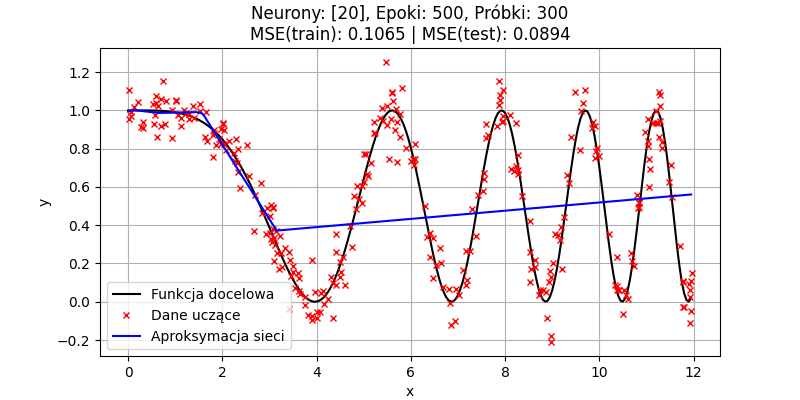 Neurony: [20], Epoki: 500, Próbki: 300
MSE(train): 0.1065 | MSE(test): 0.0894
1.2
1.0
0.8
0.6
0.4
0.2
0.0
−0.2
y
Funkcja docelowa
Dane uczące
Aproksymacja sieci
0 2 4 6 8 10 12
x